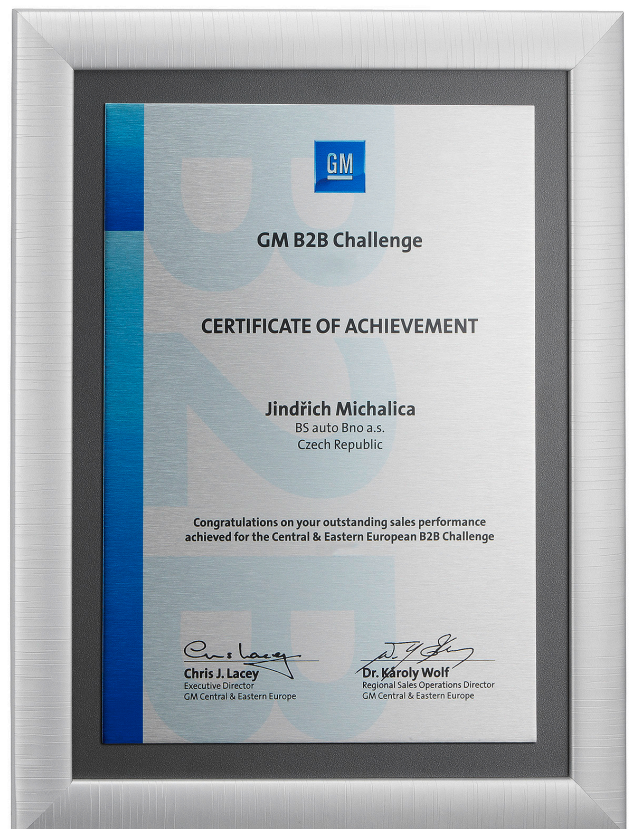 GM
GM B2B Challenge
CERTIFICATE OF ACHIEVEMENT
Jindřich Michalica
BS auto Bno a.s.
Czech Republic
Congratulations on your outstanding sales performance
achieved for the Central & Eastern European B2B Challenge
Chris J. Lacey
Executive Director
GM Central & Eastern Europe
Dr. Károly Wolf
Regional Sales Operations Director
GM Central & Eastern Europe
B2B